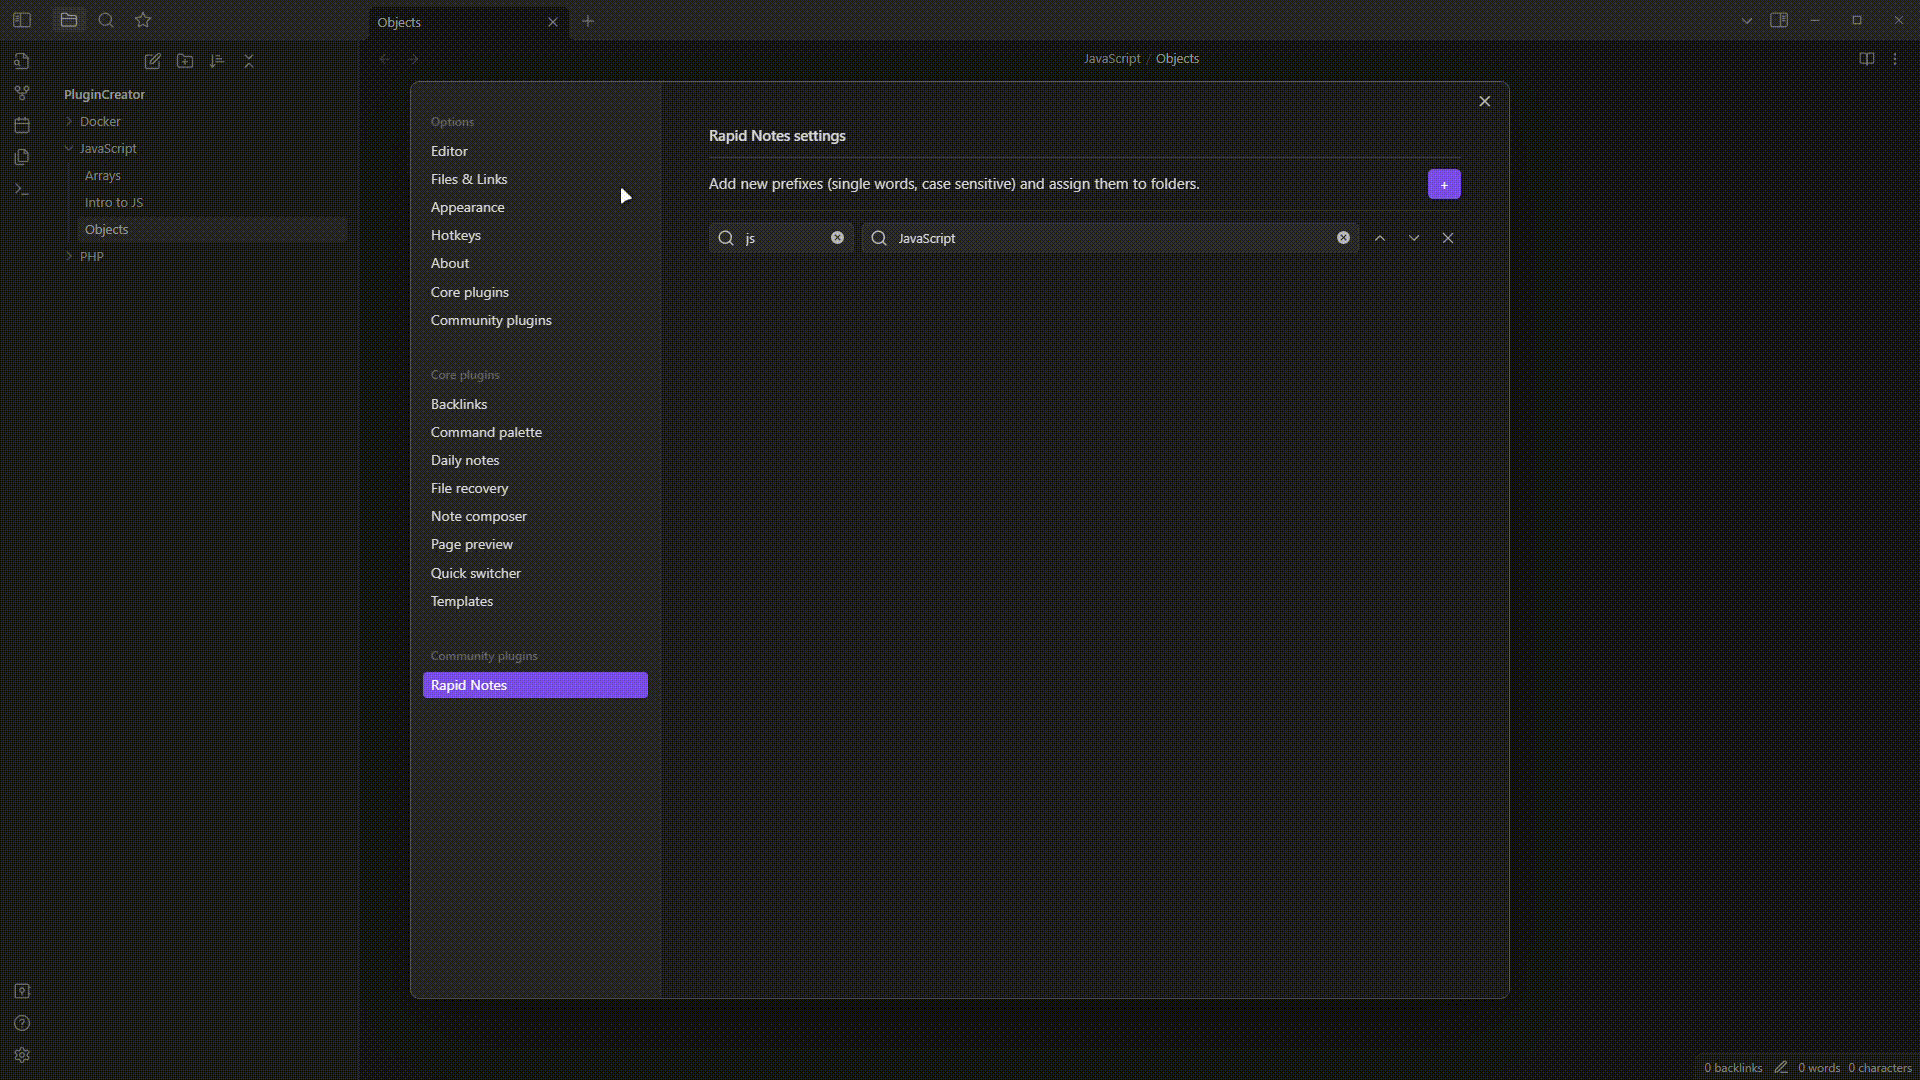 Objects
JavaScript / Objects
PluginCreator
Docker
JavaScript
Arrays
Intro to JS
Objects
PHP
Options
Editor
Files & Links
Appearance
Hotkeys
About
Core plugins
Community plugins
Core plugins
Backlinks
Command palette
Daily notes
File recovery
Note composer
Page preview
Quick switcher
Templates
Community plugins
Rapid Notes
Rapid Notes settings
Add new prefixes (single words, case sensitive) and assign them to folders.
+
js
JavaScript
0 backlinks 0 words 0 characters